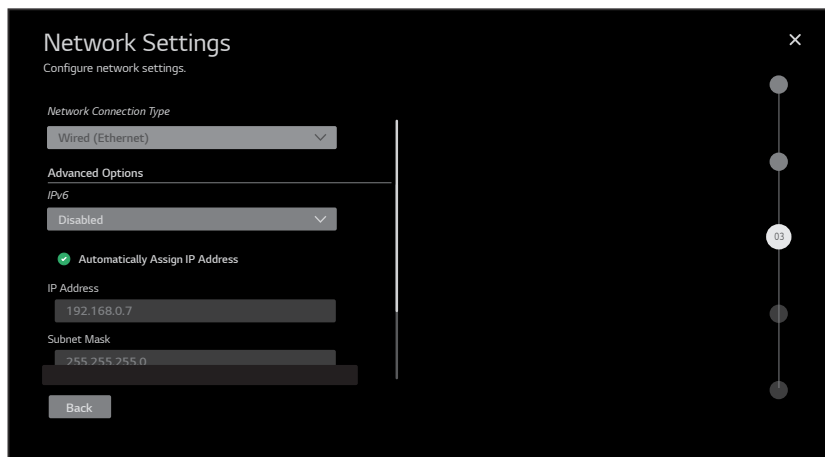 Network Settings
Configure network settings.
Network Connection Type
Wired (Ethernet)
Advanced Options
IPv6
Disabled
Automatically Assign IP Address
IP Address
192.168.0.7
Subnet Mask
255.255.255.0
Back
03